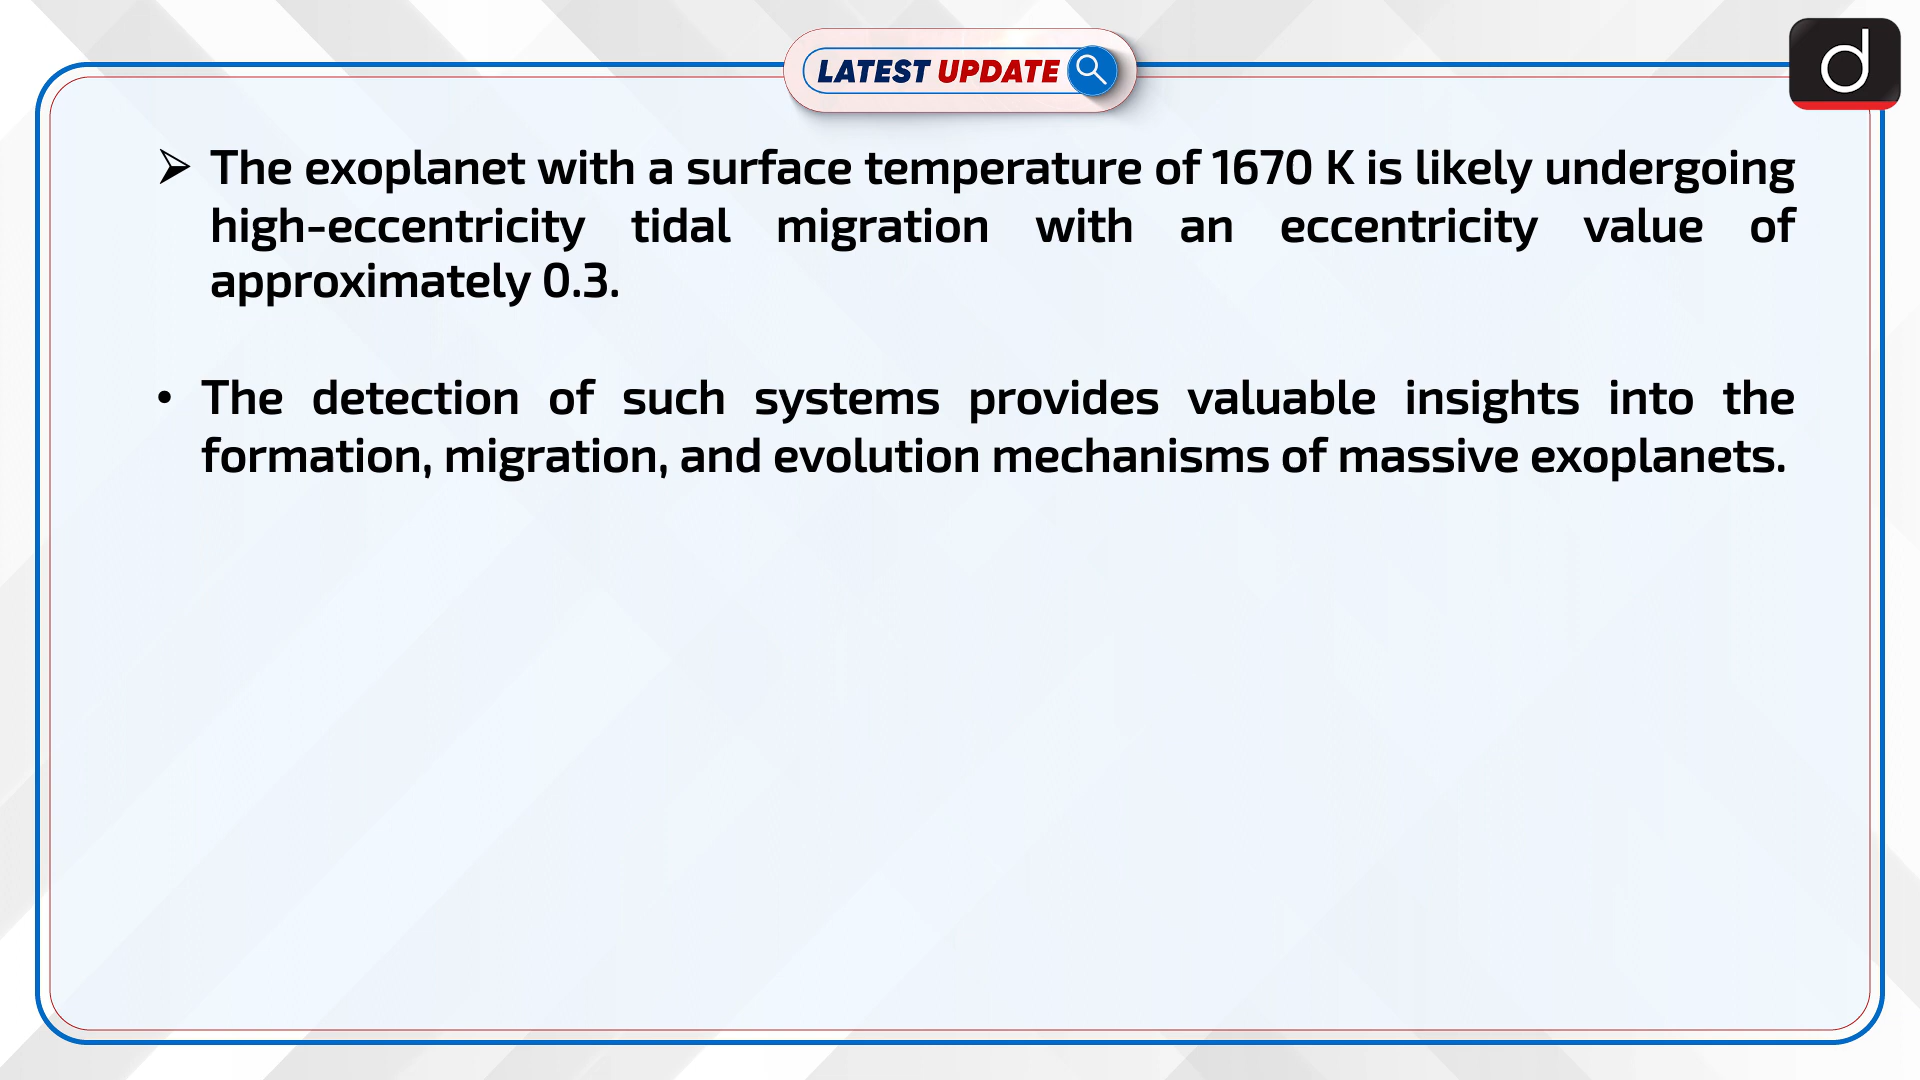 LATEST UPDATE
d
➢ The exoplanet with a surface temperature of 1670 K is likely undergoing
high-eccentricity tidal migration with an eccentricity value of
approximately 0.3.
• The detection of such systems provides valuable insights into the
formation, migration, and evolution mechanisms of massive exoplanets.